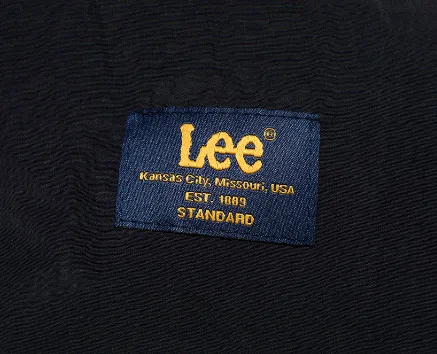 Lee®
Kansas City, Missouri, USA
EST. 1889
STANDARD